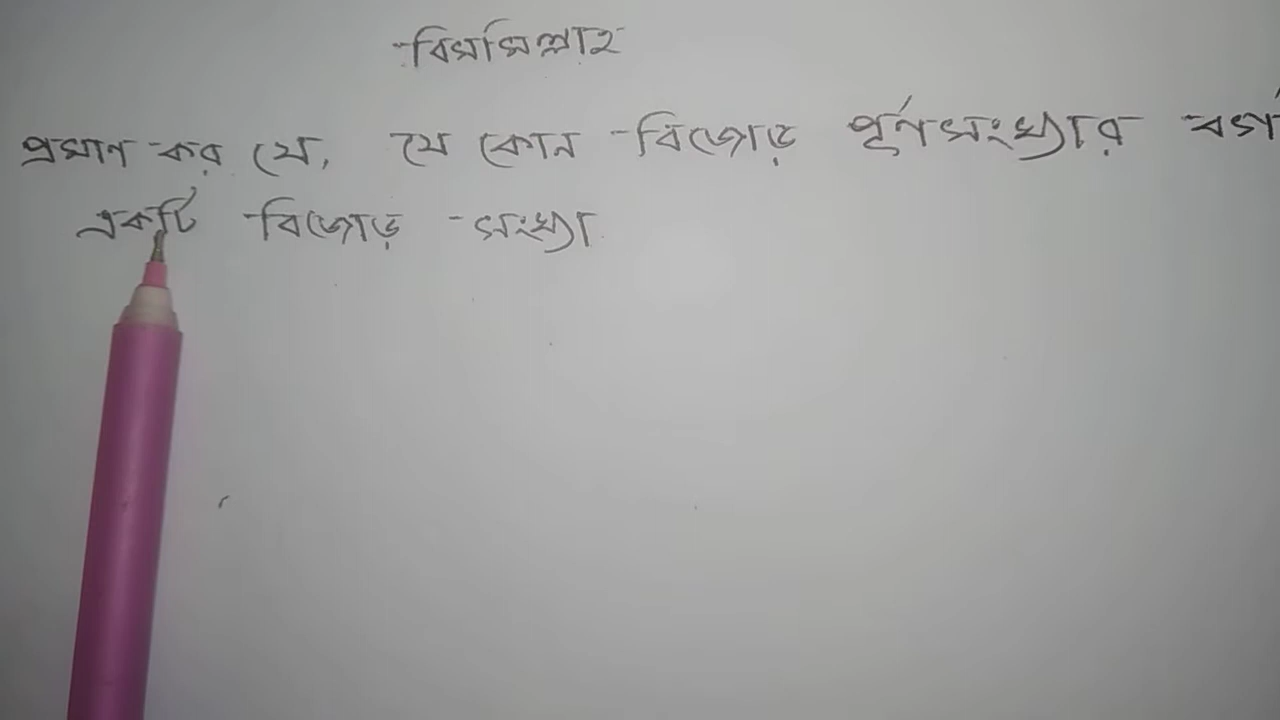 বিসমিল্লাহ
প্রমাণ কর যে, যে কোন বিজোড় পূর্ণসংখ্যার বর্গ
একটি বিজোড় সংখ্যা